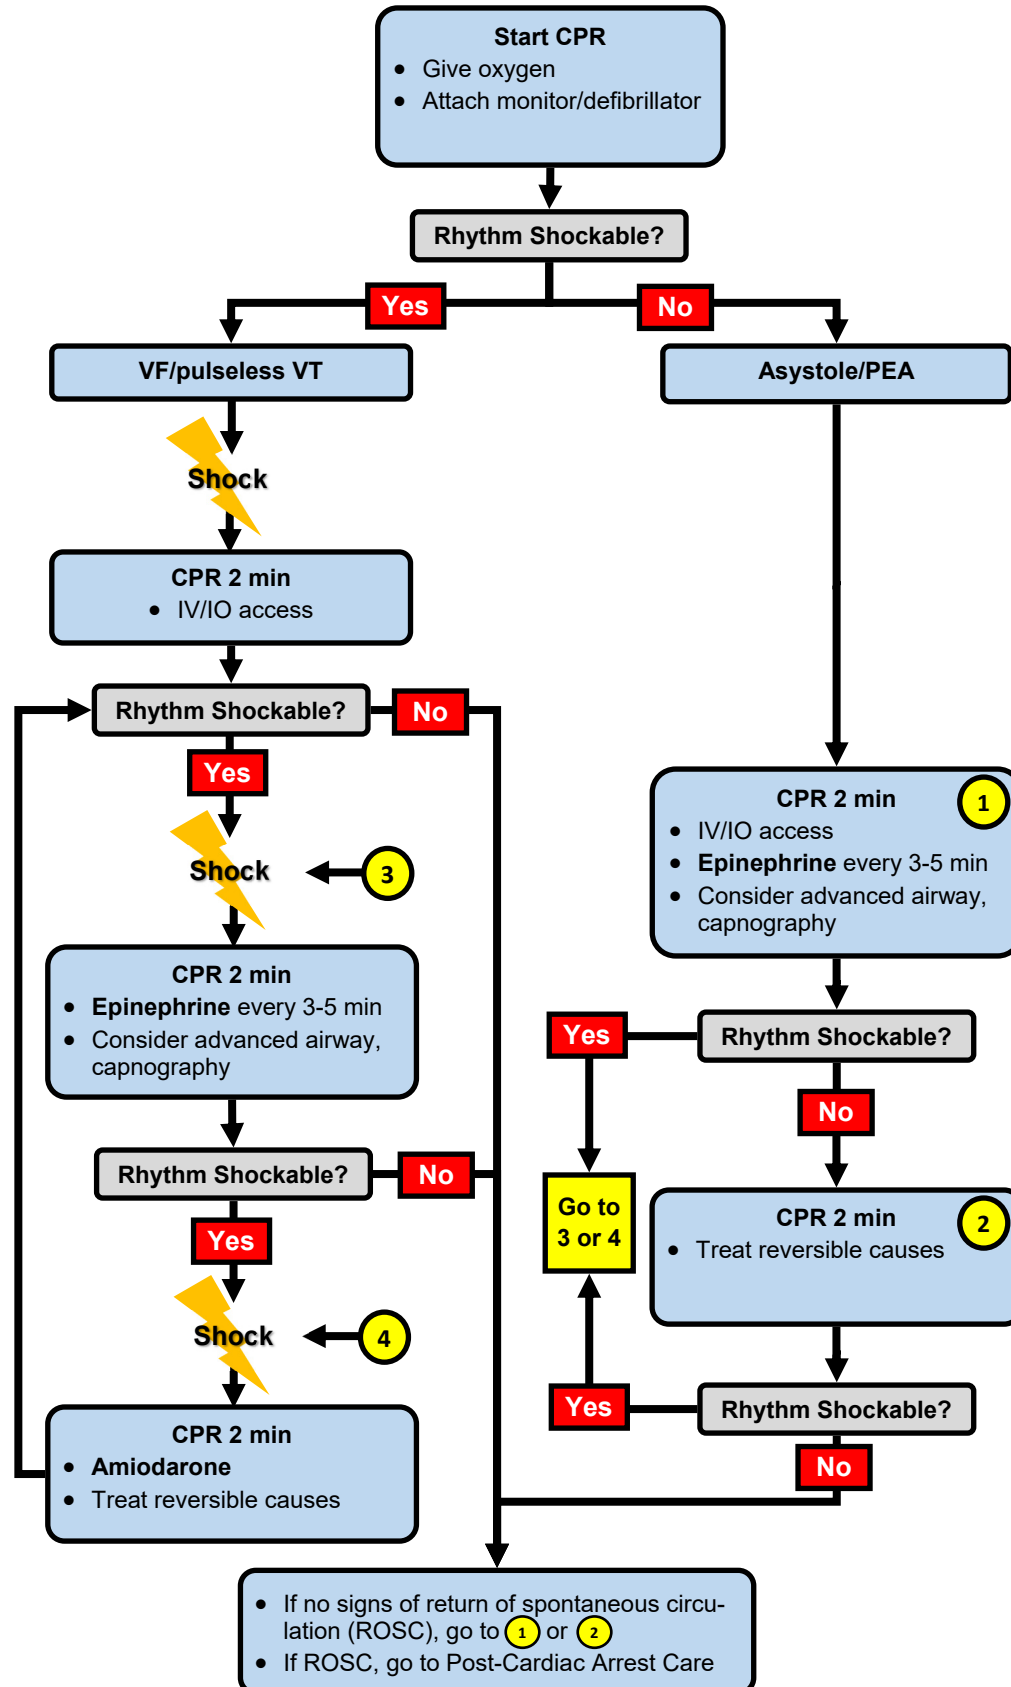 Start CPR
• Give oxygen
• Attach monitor/defibrillator
Rhythm Shockable?
Yes
No
VF/pulseless VT
Asystole/PEA
Shock
CPR 2 min
• IV/IO access
Rhythm Shockable?
No
Yes
Shock
3
CPR 2 min
• Epinephrine every 3-5 min
• Consider advanced airway,
capnography
Rhythm Shockable?
No
Yes
Shock
4
CPR 2 min
• Amiodarone
• Treat reversible causes
CPR 2 min
1
• IV/IO access
• Epinephrine every 3-5 min
• Consider advanced airway,
capnography
Yes
Rhythm Shockable?
No
Go to
3 or 4
CPR 2 min
2
• Treat reversible causes
Yes
Rhythm Shockable?
No
• If no signs of return of spontaneous circu-
lation (ROSC), go to 1 or 2
• If ROSC, go to Post-Cardiac Arrest Care